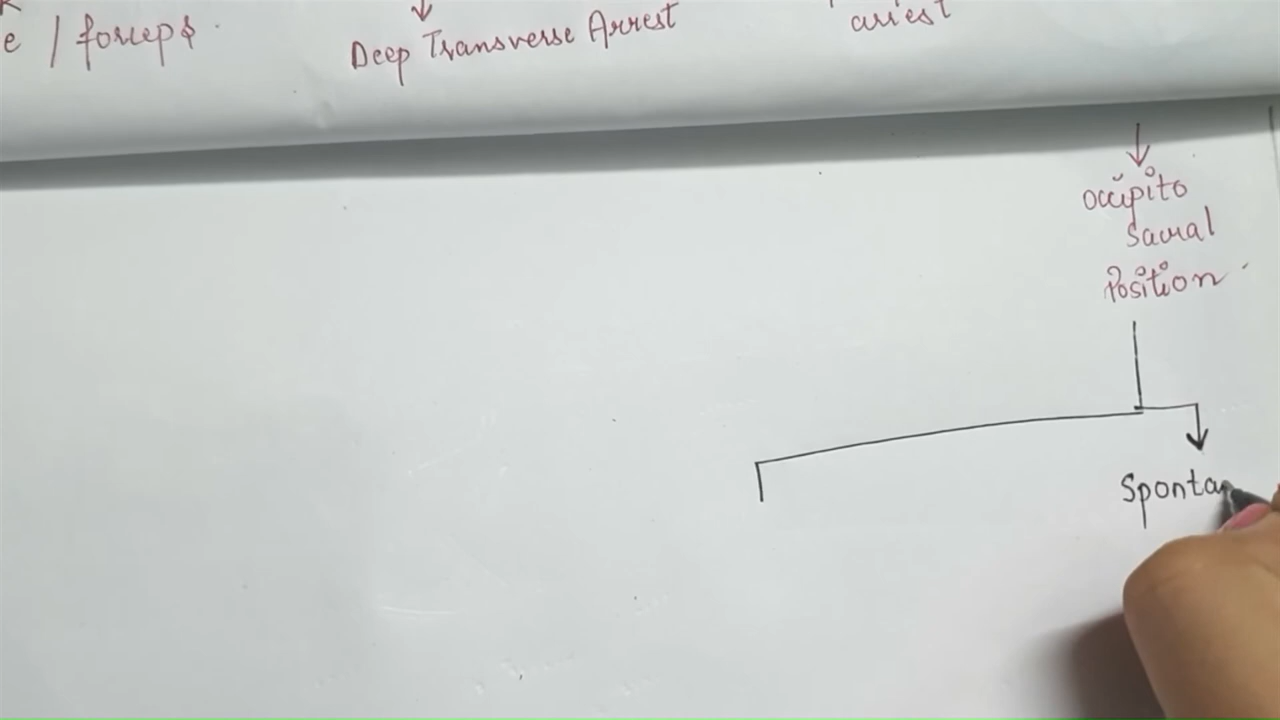 e / forceps
Deep Transverse Arrest
arrest
Occipito
Sacral
Position
Sponta